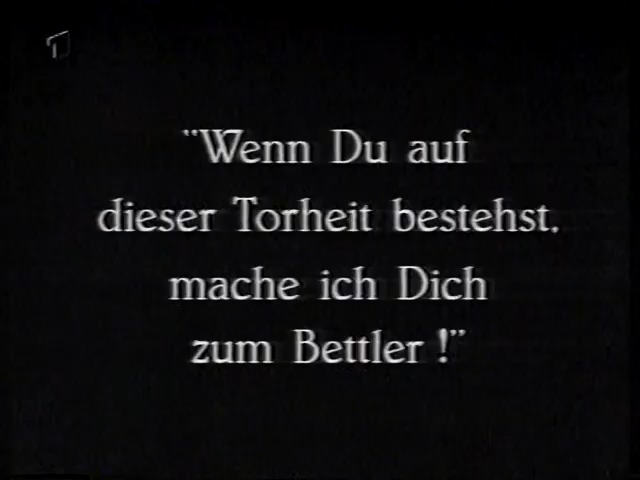 "Wenn Du auf
dieser Torheit bestehst,
mache ich Dich
zum Bettler !"